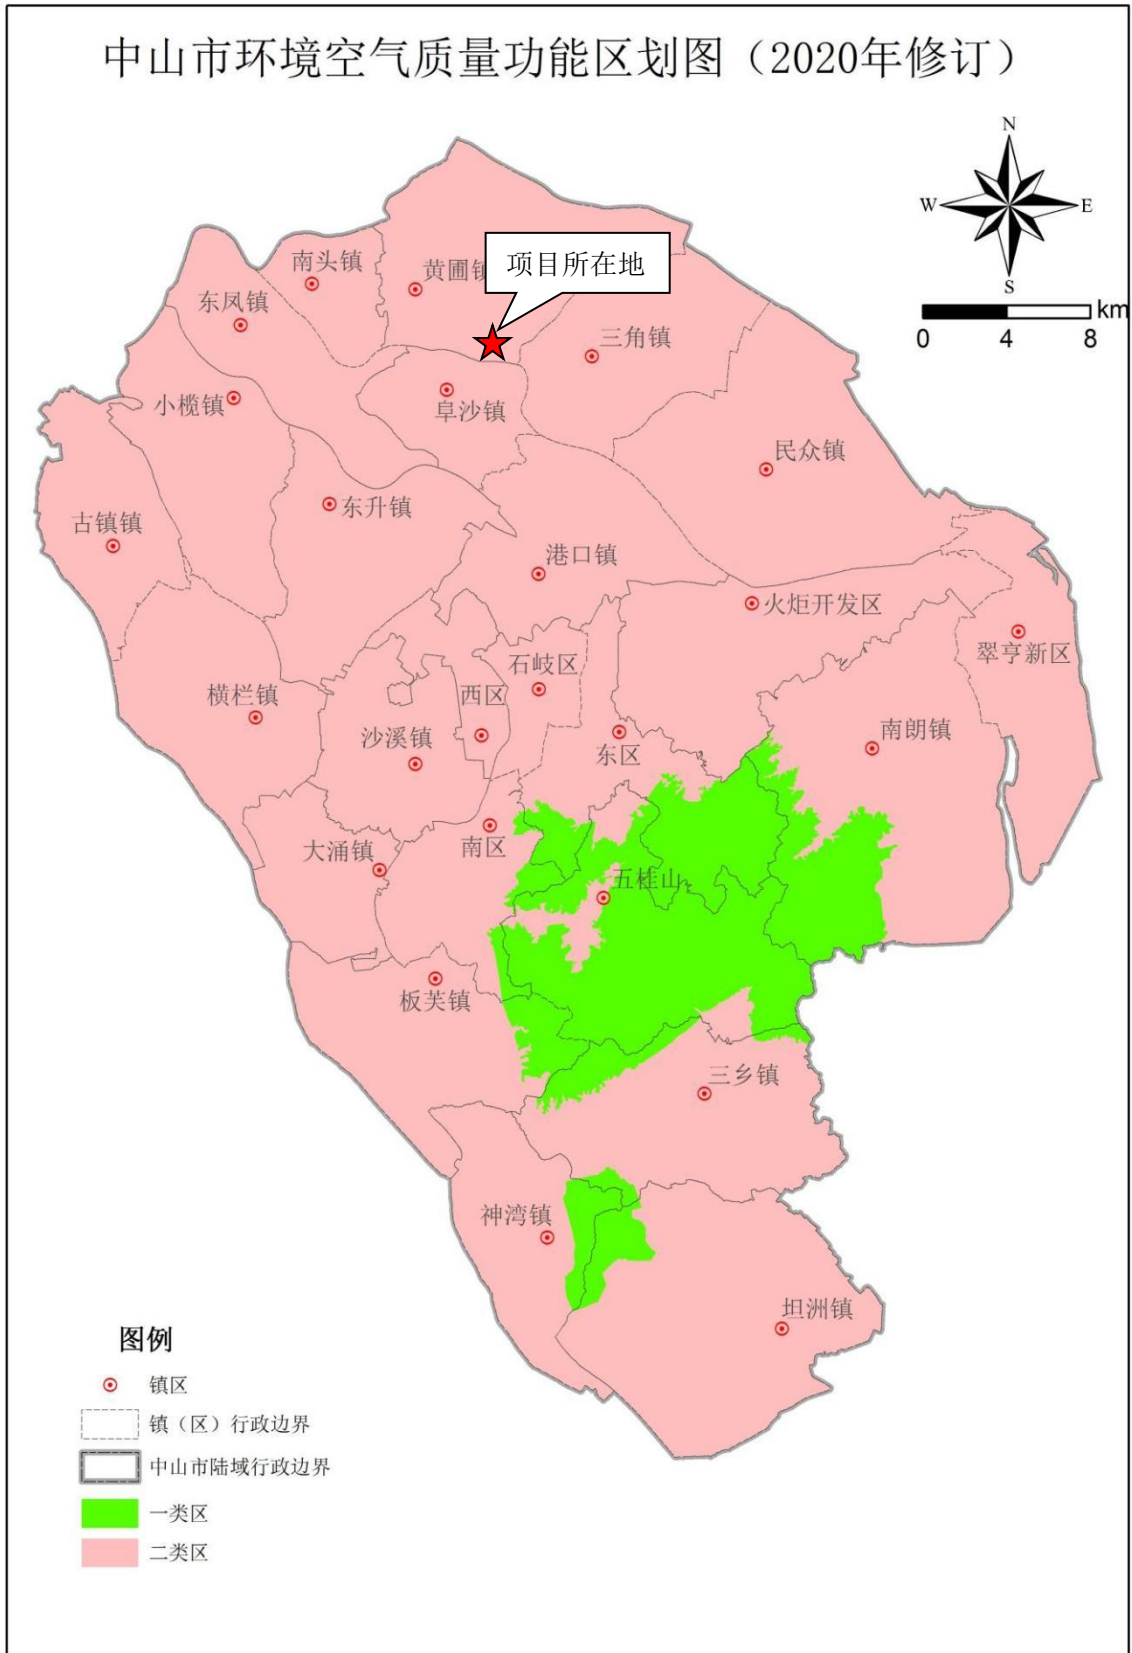 中山市环境空气质量功能区划图（2020年修订）
N
W
E
S
km
0
4
8
南头镇
黄圃镇
项目所在地
东凤镇
三角镇
小榄镇
阜沙镇
民众镇
东升镇
古镇镇
港口镇
火炬开发区
翠亨新区
石岐区
西区
横栏镇
沙溪镇
东区
南朗镇
南区
大涌镇
五桂山
板芙镇
三乡镇
神湾镇
坦洲镇
图例
镇区
镇（区）行政边界
中山市陆域行政边界
一类区
二类区